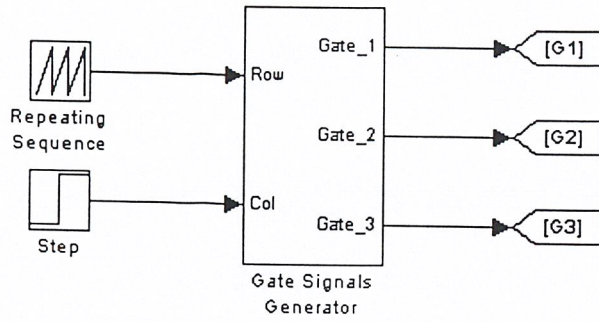 Gate_1
[G1]
Row
Repeating
Sequence
Gate_2
[G2]
Col
Step
Gate_3
[G3]
Gate Signals
Generator